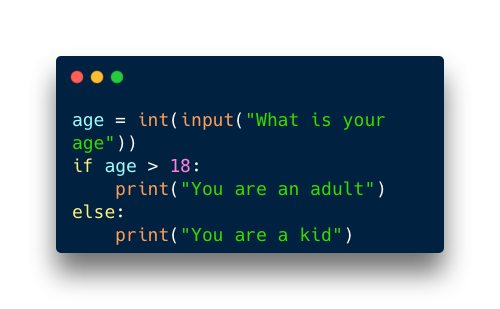 age = int(input("What is your
age"))
if age > 18:
    print("You are an adult")
else:
    print("You are a kid")